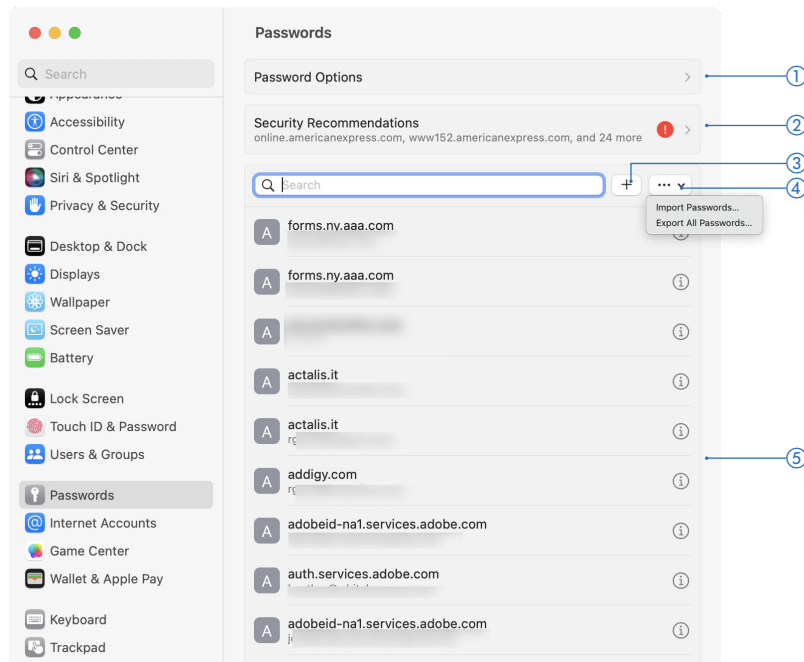 Passwords
Search
Accessibility
Control Center
Siri & Spotlight
Privacy & Security
Desktop & Dock
Displays
Wallpaper
Screen Saver
Battery
Lock Screen
Touch ID & Password
Users & Groups
Passwords
Internet Accounts
Game Center
Wallet & Apple Pay
Keyboard
Trackpad
Password Options
1
Security Recommendations
online.americanexpress.com, www152.americanexpress.com, and 24 more
2
3
Search
4
Import Passwords...
Export All Passwords...
A
forms.ny.aaa.com
A
forms.ny.aaa.com
A
A
actalis.it
A
actalis.it
A
addigy.com
5
A
adobeid-na1.services.adobe.com
A
auth.services.adobe.com
A
adobeid-na1.services.adobe.com